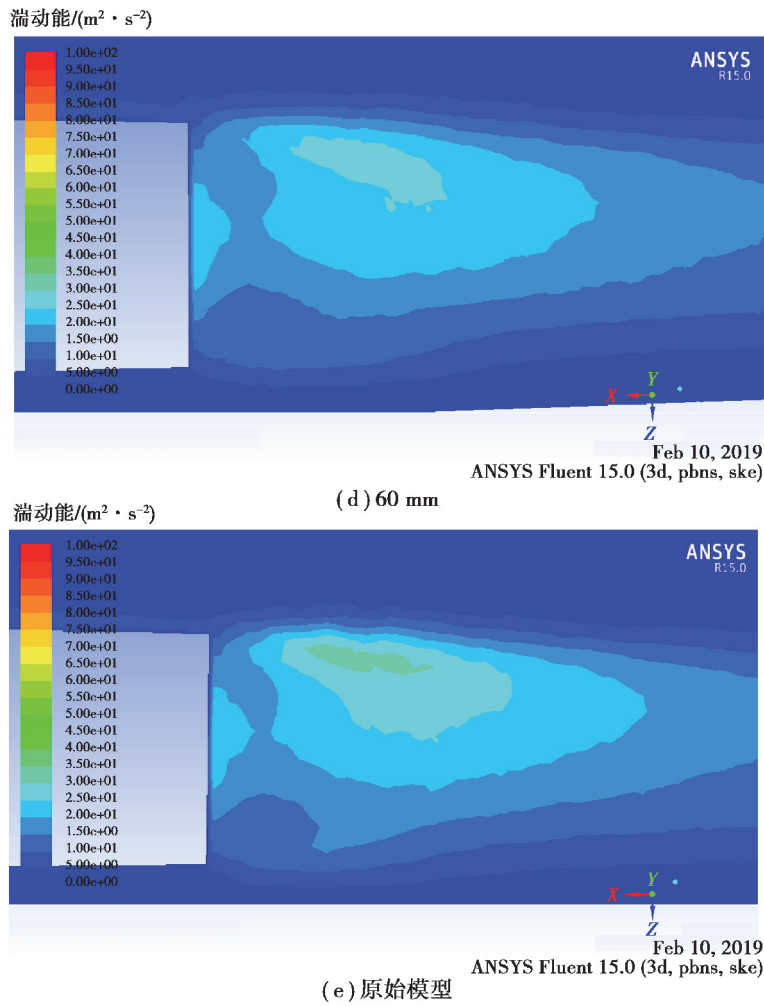 湍动能/(m²·s⁻²)
1.00e+02
9.50e+01
9.00e+01
8.50e+01
8.00e+01
7.50e+01
7.00e+01
6.50e+01
6.00e+01
5.50e+01
5.00e+01
4.50e+01
4.00e+01
3.50e+01
3.00e+01
2.50e+01
2.00e+01
1.50e+00
1.00e+01
5.00e+00
0.00e+00
ANSYS
R15.0
Y
X
Z
Feb 10, 2019
ANSYS Fluent 15.0 (3d, pbns, ske)
(d) 60 mm
湍动能/(m²·s⁻²)
1.00e+02
9.50e+01
9.00e+01
8.50e+01
8.00e+01
7.50e+01
7.00e+01
6.50e+01
6.00e+01
5.50e+01
5.00e+01
4.50e+01
4.00e+01
3.50e+01
3.00e+01
2.50e+01
2.00e+01
1.50e+00
1.00e+01
5.00e+00
0.00e+00
ANSYS
R15.0
Y
X
Z
Feb 10, 2019
ANSYS Fluent 15.0 (3d, pbns, ske)
(e) 原始模型